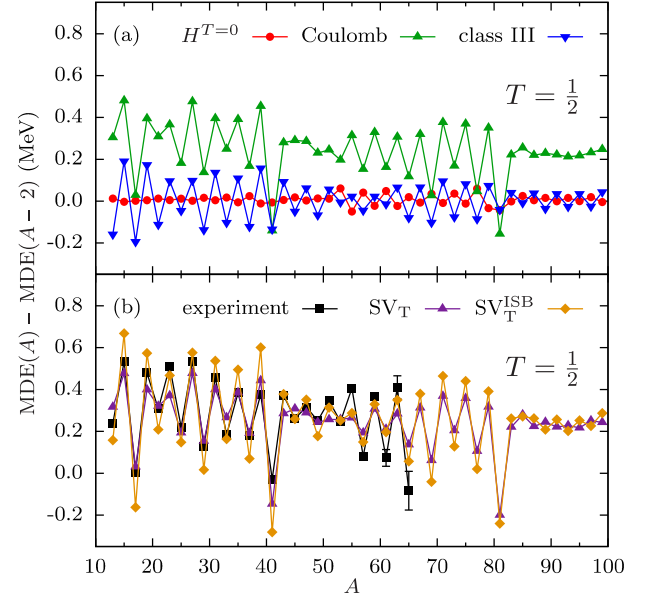 (a) H^{T=0} Coulomb class III
T = 1/2
0.8
0.6
0.4
0.2
0.0
-0.2
MDE(A) − MDE(A − 2) (MeV)
(b) experiment SV_T SV_T^{ISB}
T = 1/2
0.8
0.6
0.4
0.2
0.0
-0.2
10 20 30 40 50 60 70 80 90 100
A